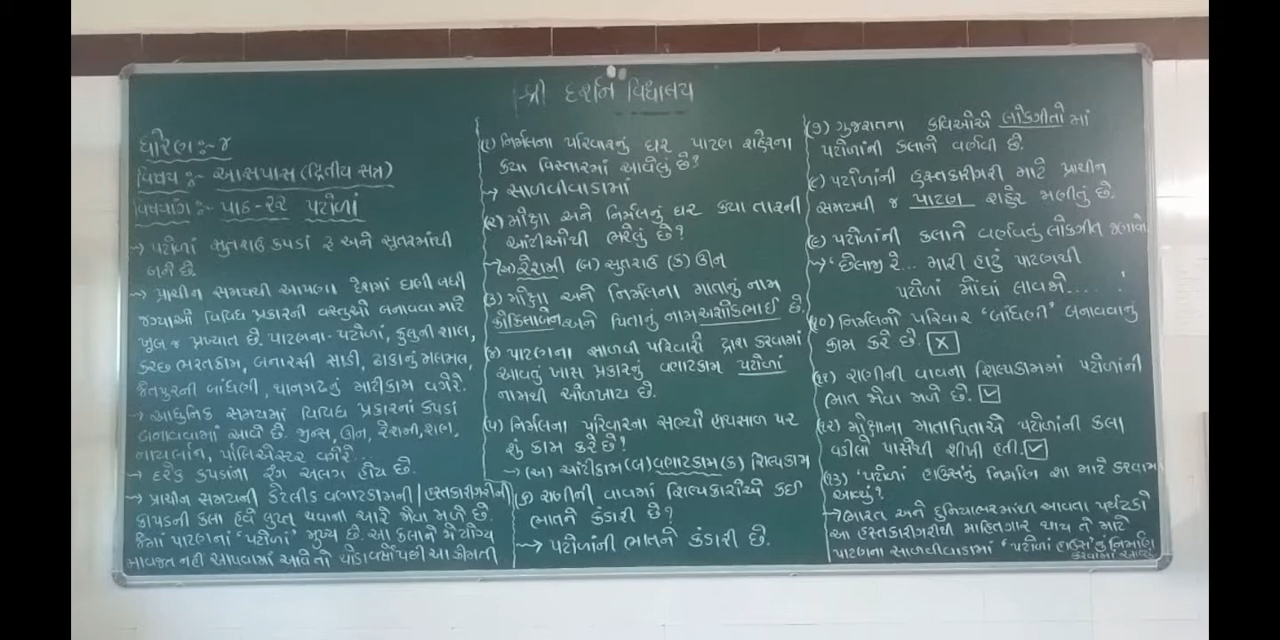 શ્રી દર્શન વિદ્યાલય
ધોરણ :- ૪
વિષય :- આસપાસ (દ્વિતીય સત્ર)
વિષયાંગ :- પાઠ-૨૨ પટોળાં
→ પટોળાં સુતરાઉ કપડાં રૂ અને સુતરમાંથી
બને છે.
→ પ્રાચીન સમયથી આપણા દેશમાં ઘણી બધી
જગ્યાઓ વિવિધ પ્રકારની વસ્તુઓ બનાવવા માટે
ખૂબ જ પ્રખ્યાત છે. પાટણના-પટોળાં, કુલુની શાલ,
કચ્છ ભરતકામ, બનારસી સાડી, ઢાકાનું મલમલ,
જેતપુરની બાંધણી, થાનગઢનું માટીકામ વગેરે.
→ આધુનિક સમયમાં વિવિધ પ્રકારનાં કપડાં
બનાવવામાં આવે છે. જીન્સ, ઊન, રેશમી, શણ,
નાયલોન, પોલિએસ્ટર વગેરે...
→ દરેક કપડાંના રૂંગ અલગ હોય છે.
→ પ્રાચીન સમયની કેટલીક વણાટકામની/હસ્તકારીગરીની
કાપડની કલા હવે લુપ્ત થવાના આરે જોવા મળે છે.
જેમાં પાટણનાં 'પટોળાં' મુખ્ય છે. આ કલાને જો યોગ્ય
માવજત નહી આપવામાં આવે તો થોડાવર્ષો પછી આ કીમતી
(૧) નિર્મલના પરિવારનું ઘર પાટણ શહેરના
કયા વિસ્તારમાં આવેલું છે?
→ સાળવીવાડામાં
(૨) મોક્ષા અને નિર્મલનું ઘર કયા તારની
આંટીઓથી ભરેલું છે?
→ (અ) રેશમી (બ) સુતરાઉ (ક) ઊન
(૩) મોક્ષા અને નિર્મલના માતાનું નામ
કોકિલાબેન અને પિતાનું નામ અશોકભાઈ છે.
(૪) પાટણના સાળવી પરિવારો દ્વારા કરવામાં
આવતું ખાસ પ્રકારનું વણાટકામ પટોળાં
નામથી ઓળખાય છે.
(૫) નિર્મલના પરિવારના સભ્યો હાથસાળ પર
શું કામ કરે છે?
→ (અ) આંટીકામ (બ) વણાટકામ (ક) શિલ્પકામ
(૬) રાણીની વાવમાં શિલ્પકારોએ કઈ
ભાતને કંડારી છે?
→ પટોળાંની ભાતને કંડારી છે.
(૭) ગુજરાતના કવિઓએ લોકગીતો માં
પટોળાંની કલાને વર્ણવી છે.
(૮) પટોળાંની હસ્તકારીગરી માટે પ્રાચીન
સમયથી જ પાટણ શહેર મળીતું છે.
(૯) પટોળાંની કલાને વર્ણવતું લોકગીત જણાવો.
→ 'છેલાજી રે... મારી હાટું પાટણથી
પટોળાં મોંઘાં લાવજો..... '
(૧૦) નિર્મલનો પરિવાર 'બાંધણી' બનાવવાનું
કામ કરે છે. [X]
(૧૧) રાણીની વાવના શિલ્પકામમાં પટોળાંની
ભાત જોવા મળે છે. [✓]
(૧૨) મોક્ષાના માતાપિતાએ પટોળાંની કલા
વડીલો પાસેથી શીખી હતી. [✓]
(૧૩) 'પટોળાં હાઉસ'નું નિર્માણ શા માટે કરવામાં
આવ્યું?
→ ભારત અને દુનિયાભરમાંથી આવતા પર્યટકો
આ હસ્તકારીગરીથી માહિતગાર થાય તે માટે
પાટણના સાળવીવાડામાં 'પટોળાં હાઉસ'નું નિર્માણ
કરવામાં આવ્યું